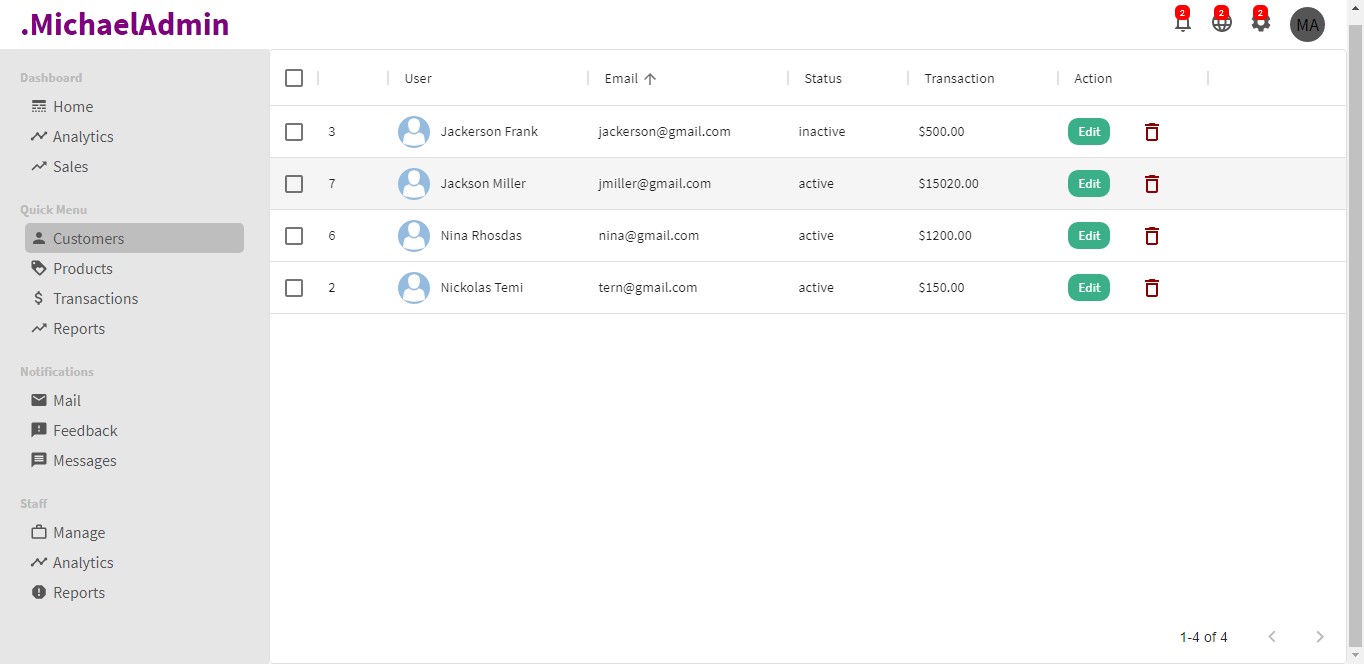 .MichaelAdmin
2 2 2 MA
Dashboard
Home
Analytics
Sales
Quick Menu
Customers
Products
Transactions
Reports
Notifications
Mail
Feedback
Messages
Staff
Manage
Analytics
Reports
User Email Status Transaction Action
3 Jackerson Frank jackerson@gmail.com inactive $500.00 Edit
7 Jackson Miller jmiller@gmail.com active $15020.00 Edit
6 Nina Rhosdas nina@gmail.com active $1200.00 Edit
2 Nickolas Temi tern@gmail.com active $150.00 Edit
1-4 of 4